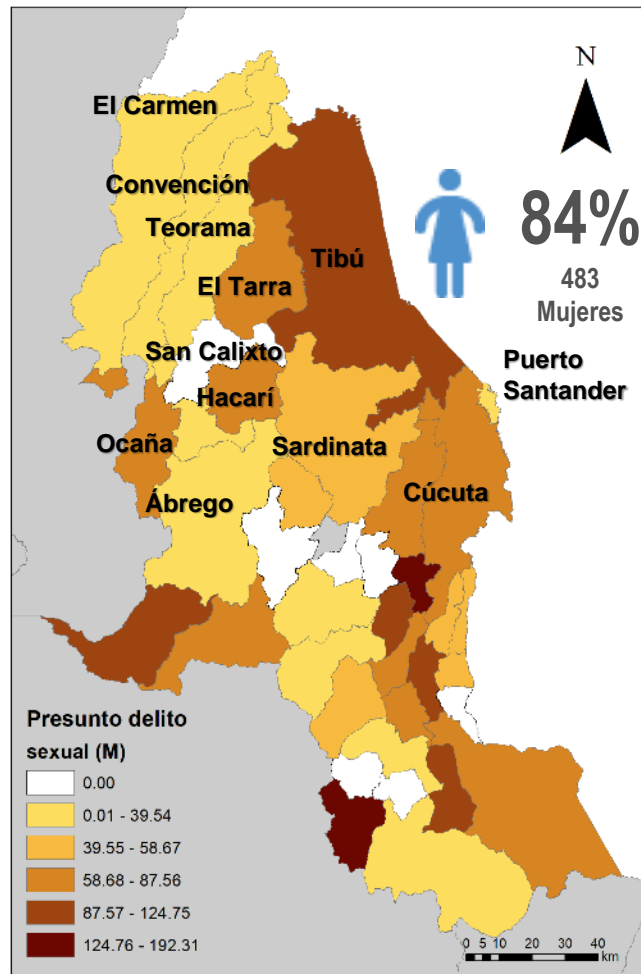 N
El Carmen
84%
Convención
Teorama
Tibú
483
El Tarra
Mujeres
San Calixto
Puerto
Santander
Hacarí
Ocaña
Sardinata
Cúcuta
Ábrego
Presunto delito
sexual (M)
0.00
0.01 - 39.54
39.55 - 58.67
58.68 - 87.56
87.57 - 124.75
124.76 - 192.31
0 5 10 20 30 40
km